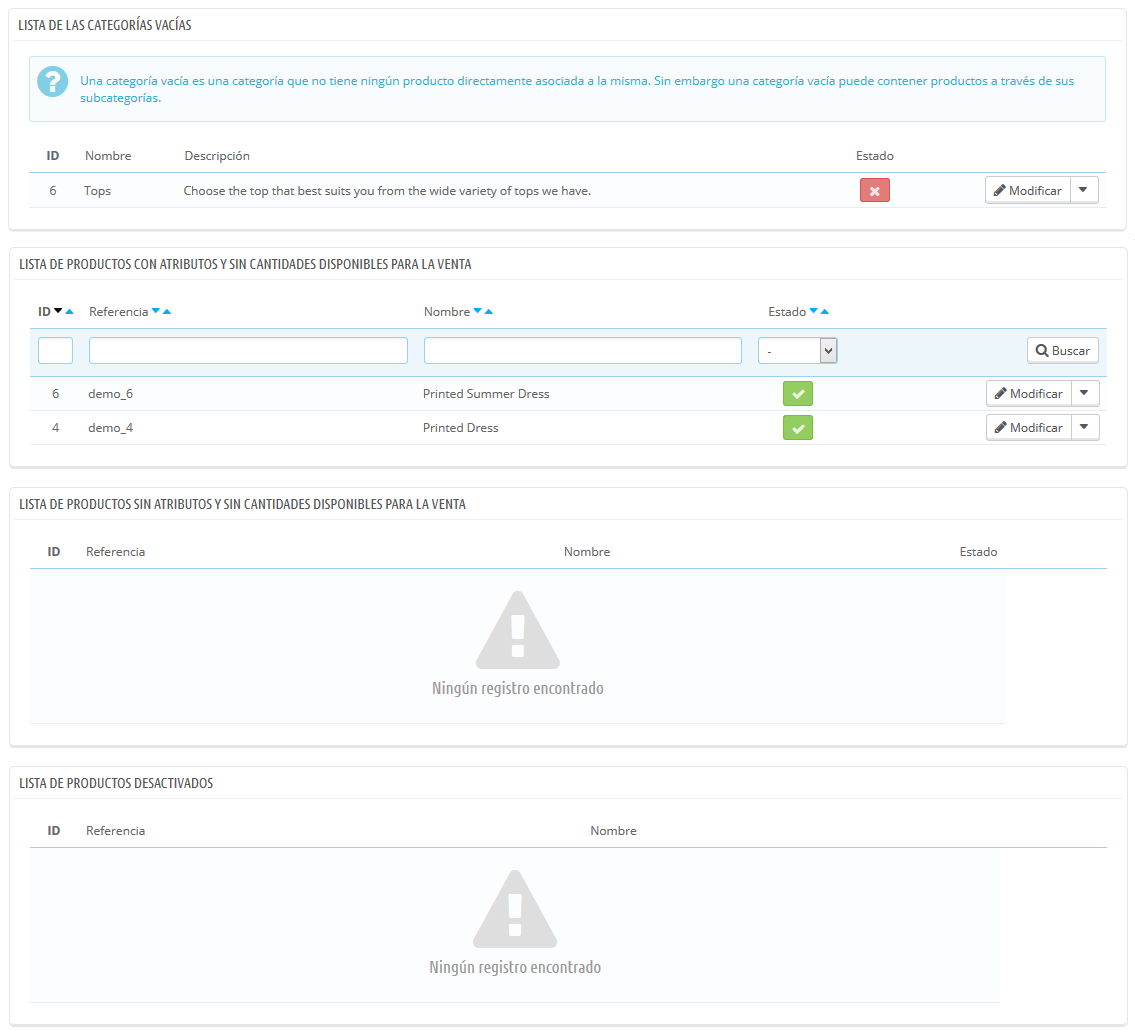 LISTA DE LAS CATEGORÍAS VACÍAS
Una categoría vacía es una categoría que no tiene ningún producto directamente asociada a la misma. Sin embargo una categoría vacía puede contener productos a través de sus
subcategorías.
ID Nombre Descripción Estado
6 Tops Choose the top that best suits you from the wide variety of tops we have. Modificar
LISTA DE PRODUCTOS CON ATRIBUTOS Y SIN CANTIDADES DISPONIBLES PARA LA VENTA
ID Referencia Nombre Estado
- Buscar
6 demo_6 Printed Summer Dress Modificar
4 demo_4 Printed Dress Modificar
LISTA DE PRODUCTOS SIN ATRIBUTOS Y SIN CANTIDADES DISPONIBLES PARA LA VENTA
ID Referencia Nombre Estado
Ningún registro encontrado
LISTA DE PRODUCTOS DESACTIVADOS
ID Referencia Nombre
Ningún registro encontrado